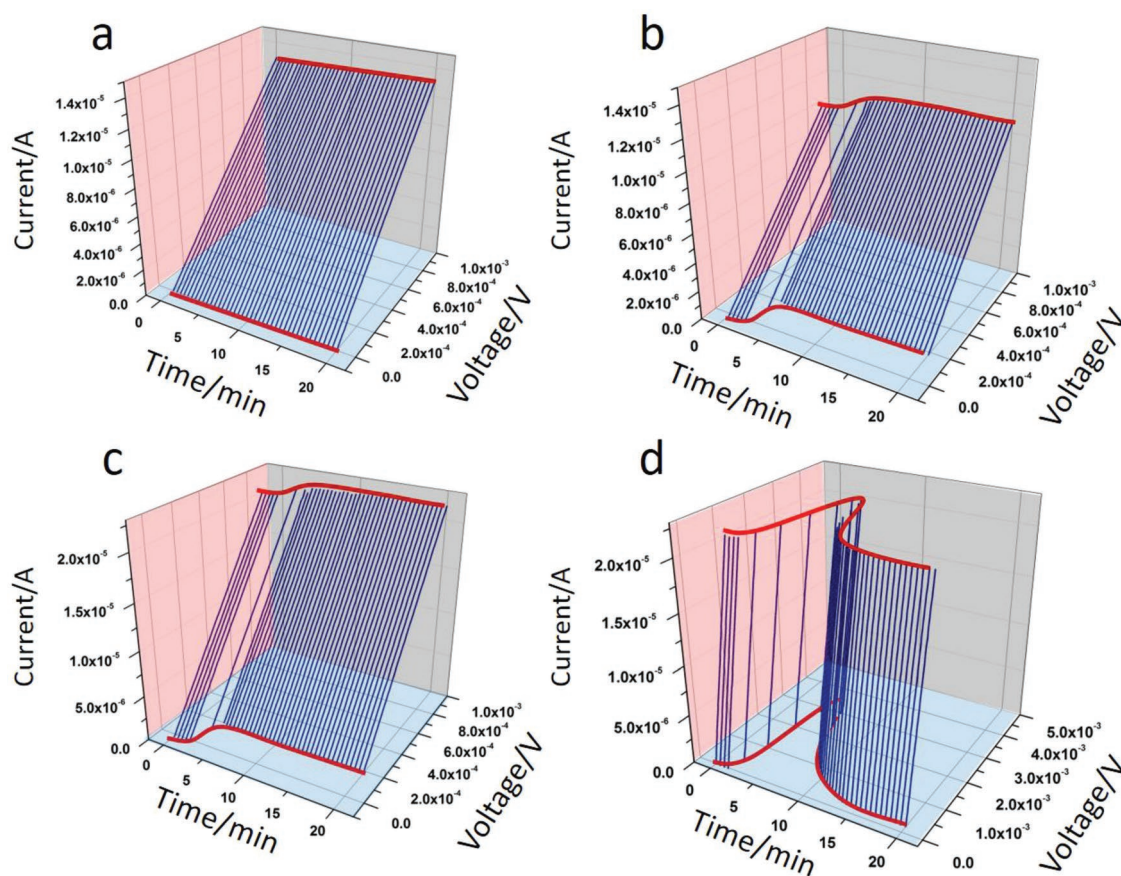 a
1.4x10⁻⁵
1.2x10⁻⁵
1.0x10⁻⁵
8.0x10⁻⁶
6.0x10⁻⁶
4.0x10⁻⁶
2.0x10⁻⁶
0.0
Current/A
0
5
10
15
20
Time/min
0.0
2.0x10⁻⁴
4.0x10⁻⁴
6.0x10⁻⁴
8.0x10⁻⁴
1.0x10⁻³
Voltage/V
b
1.4x10⁻⁵
1.2x10⁻⁵
1.0x10⁻⁵
8.0x10⁻⁶
6.0x10⁻⁶
4.0x10⁻⁶
2.0x10⁻⁶
0.0
Current/A
0
5
10
15
20
Time/min
0.0
2.0x10⁻⁴
4.0x10⁻⁴
6.0x10⁻⁴
8.0x10⁻⁴
1.0x10⁻³
Voltage/V
c
2.0x10⁻⁵
1.5x10⁻⁵
1.0x10⁻⁵
5.0x10⁻⁶
0.0
Current/A
0
5
10
15
20
Time/min
0.0
2.0x10⁻⁴
4.0x10⁻⁴
6.0x10⁻⁴
8.0x10⁻⁴
1.0x10⁻³
Voltage/V
d
2.0x10⁻⁵
1.5x10⁻⁵
1.0x10⁻⁵
5.0x10⁻⁶
0.0
Current/A
0
5
10
15
20
Time/min
0.0
1.0x10⁻³
2.0x10⁻³
3.0x10⁻³
4.0x10⁻³
5.0x10⁻³
Voltage/V